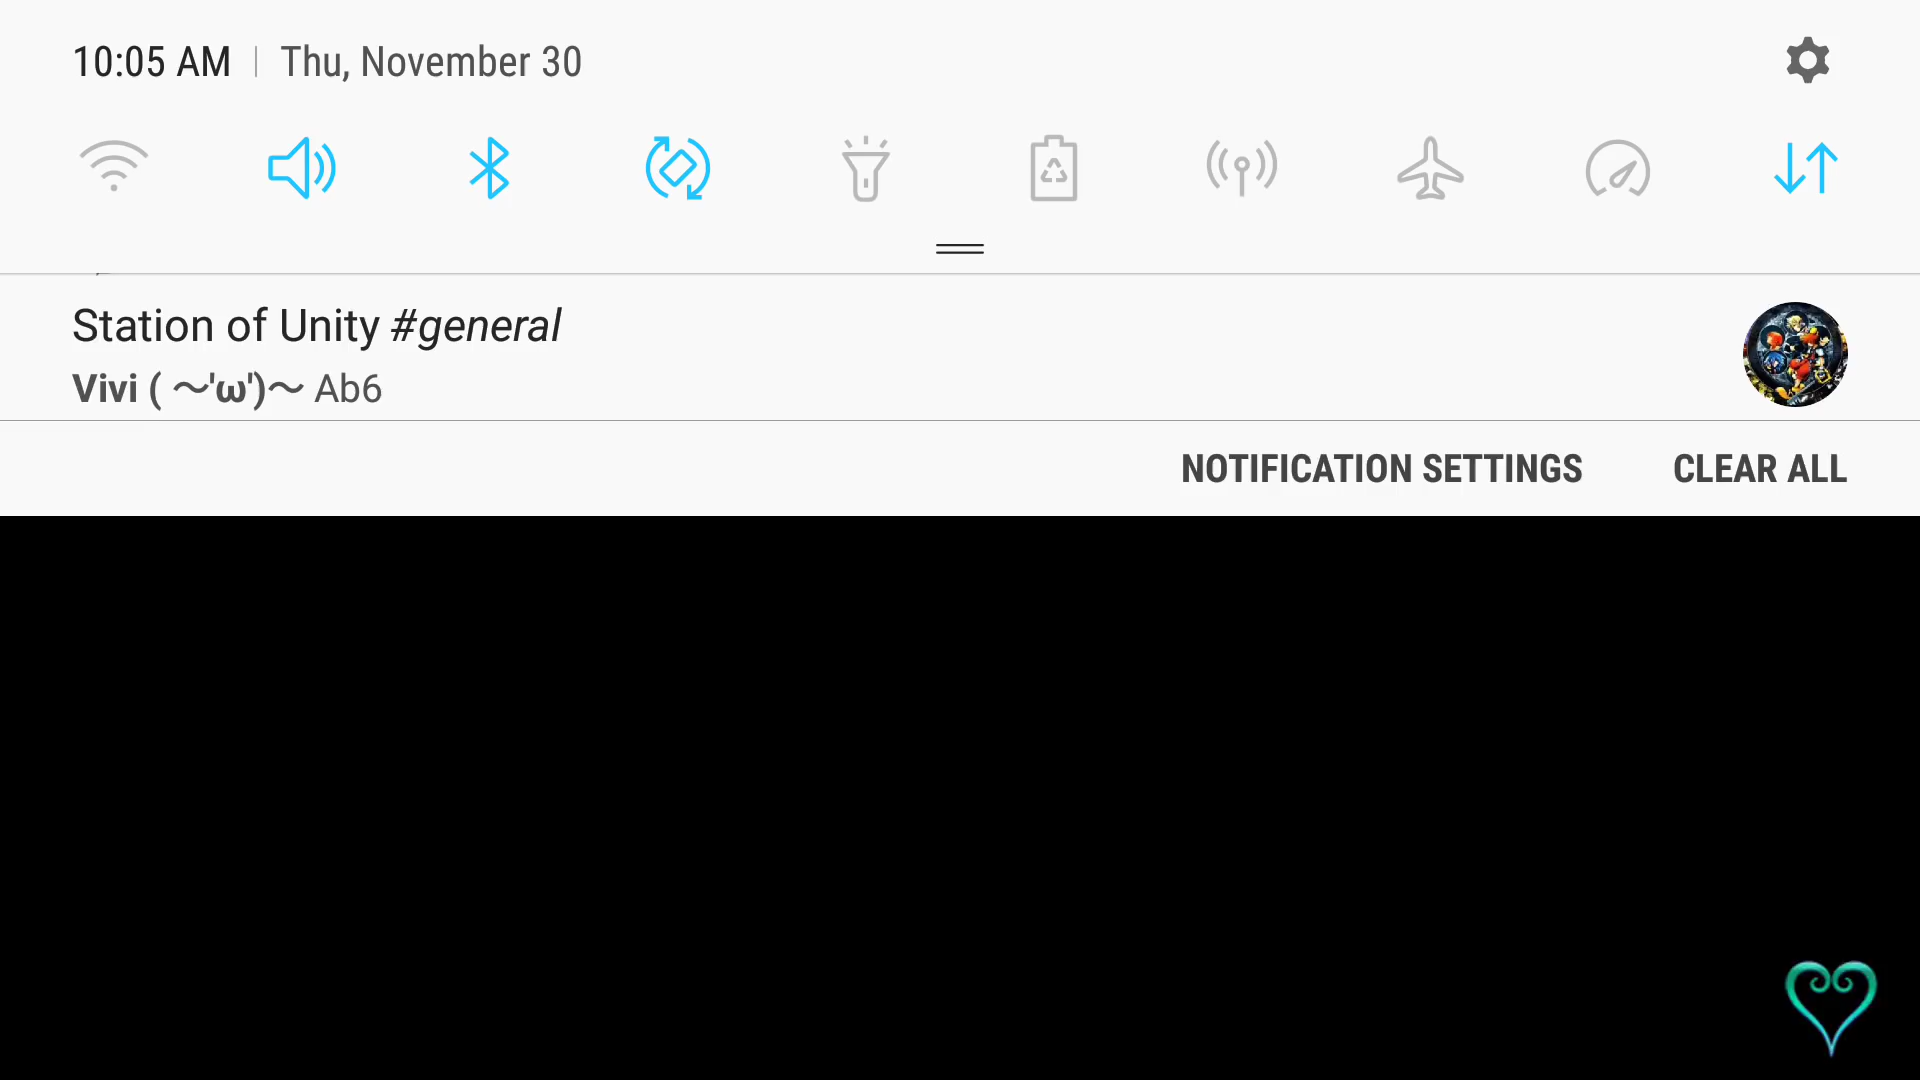 10:05 AM | Thu, November 30
Station of Unity #general
Vivi ( ～'ω')～ Ab6
NOTIFICATION SETTINGS CLEAR ALL